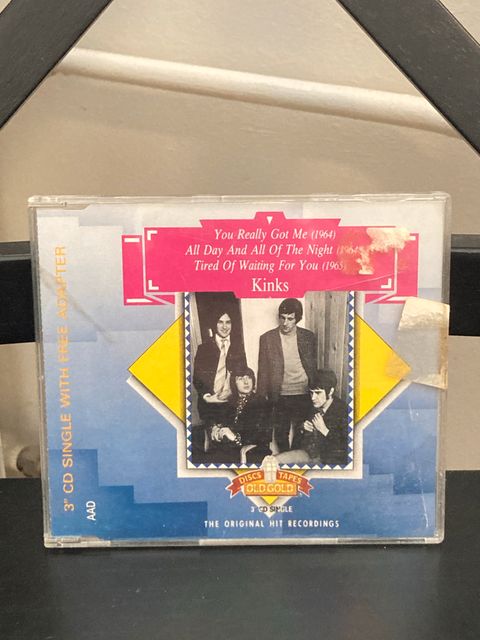 You Really Got Me (1964)
All Day And All Of The Night (1964)
Tired Of Waiting For You (1965)
Kinks
3" CD SINGLE WITH FREE ADAPTER
AAD
DISCS TAPES
OLD GOLD
3" CD SINGLE
THE ORIGINAL HIT RECORDINGS